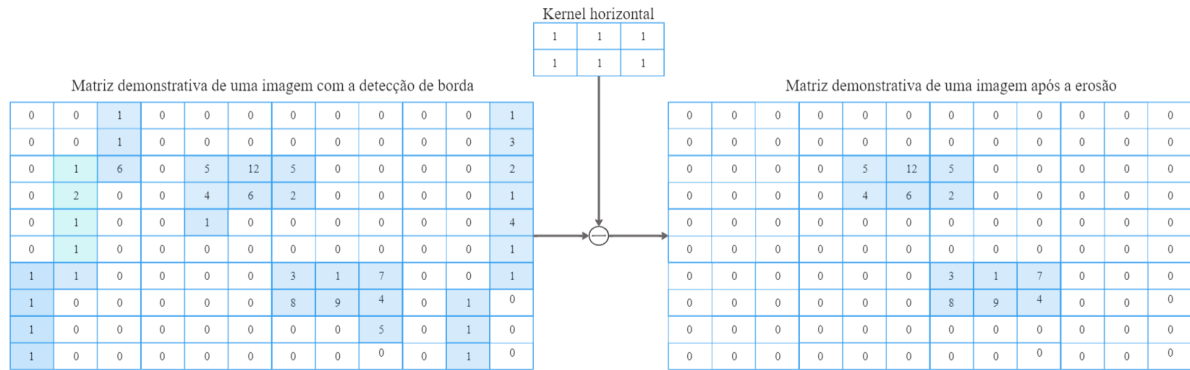 Kernel horizontal
1 1 1
1 1 1
Matriz demonstrativa de uma imagem com a detecção de borda
0 0 1 0 0 0 0 0 0 0 0 1
0 0 1 0 0 0 0 0 0 0 0 3
0 1 6 0 5 12 5 0 0 0 0 2
0 2 0 0 4 6 2 0 0 0 0 1
0 1 0 0 1 0 0 0 0 0 0 4
0 1 0 0 0 0 0 0 0 0 0 1
1 1 0 0 0 0 3 1 7 0 0 1
1 0 0 0 0 0 8 9 4 0 1 0
1 0 0 0 0 0 0 0 5 0 1 0
1 0 0 0 0 0 0 0 0 0 1 0
Matriz demonstrativa de uma imagem após a erosão
0 0 0 0 0 0 0 0 0 0 0 0
0 0 0 0 0 0 0 0 0 0 0 0
0 0 0 0 5 12 5 0 0 0 0 0
0 0 0 0 4 6 2 0 0 0 0 0
0 0 0 0 0 0 0 0 0 0 0 0
0 0 0 0 0 0 0 0 0 0 0 0
0 0 0 0 0 0 3 1 7 0 0 0
0 0 0 0 0 0 8 9 4 0 0 0
0 0 0 0 0 0 0 0 0 0 0 0
0 0 0 0 0 0 0 0 0 0 0 0